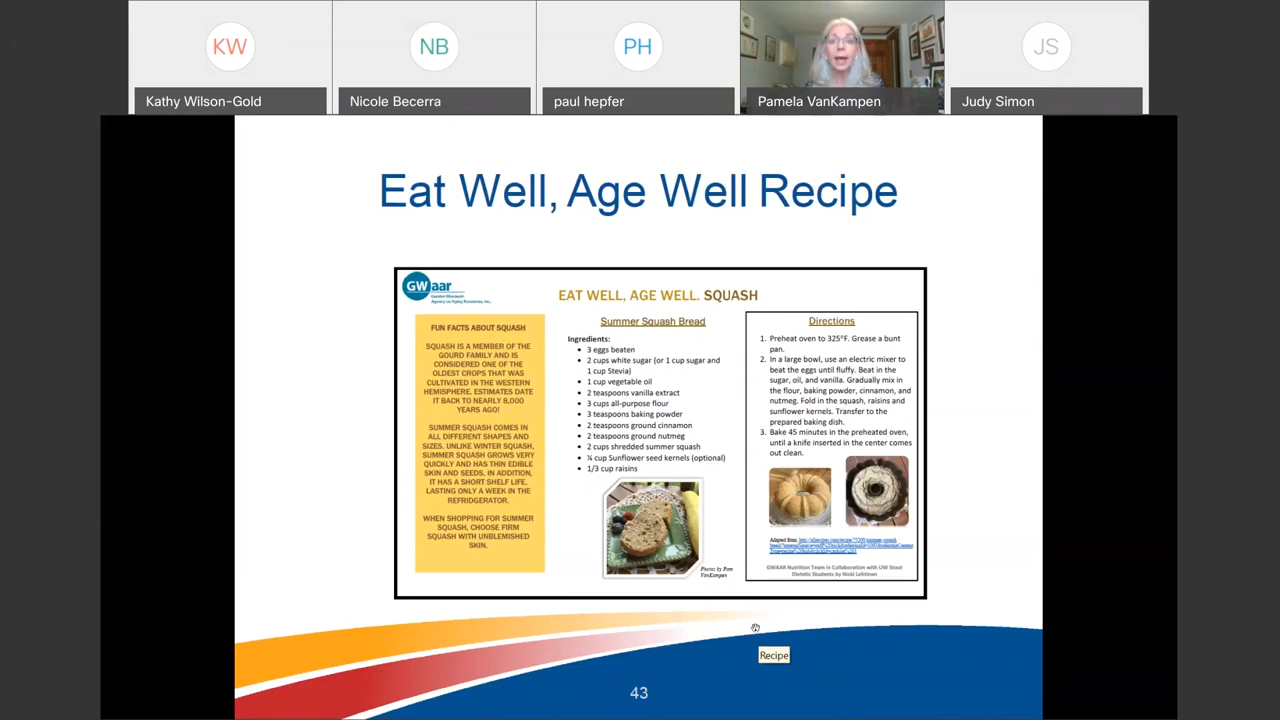 KW
NB
PH
JS
Kathy Wilson-Gold
Nicole Becerra
paul hepfer
Pamela VanKampen
Judy Simon
Eat Well, Age Well Recipe
GWaar
Agency on Aging Resources, Inc.
EAT WELL, AGE WELL. SQUASH
FUN FACTS ABOUT SQUASH
SQUASH IS A MEMBER OF THE
GOURD FAMILY AND IS
CONSIDERED ONE OF THE
OLDEST CROPS THAT WAS
CULTIVATED IN THE WESTERN
HEMISPHERE, ESTIMATES DATE
IT BACK TO NEARLY 8,000
YEARS AGO!
SUMMER SQUASH COMES IN
ALL DIFFERENT SHAPES AND
SIZES. UNLIKE WINTER SQUASH,
SUMMER SQUASH GROWS VERY
QUICKLY AND HAS THIN EDIBLE
SKIN AND SEEDS. IN ADDITION,
IT HAS A SHORT SHELF LIFE,
LASTING ONLY A WEEK IN THE
REFRIDGERATOR.
WHEN SHOPPING FOR SUMMER
SQUASH, CHOOSE FIRM
SQUASH WITH UNBLEMISHED
SKIN.
Summer Squash Bread
Ingredients:
• 3 eggs beaten
• 2 cups white sugar (or 1 cup sugar and
1 cup Stevia)
• 1 cup vegetable oil
• 2 teaspoons vanilla extract
• 3 cups all-purpose flour
• 3 teaspoons baking powder
• 2 teaspoons ground cinnamon
• 2 teaspoons ground nutmeg
• 2 cups shredded summer squash
• ¼ cup Sunflower seed kernels (optional)
• 1/3 cup raisins
Photos by Pam
VanKampen
Directions
1. Preheat oven to 325°F. Grease a bunt
pan.
2. In a large bowl, use an electric mixer to
beat the eggs until fluffy. Beat in the
sugar, oil, and vanilla. Gradually mix in
the flour, baking powder, cinnamon, and
nutmeg. Fold in the squash, raisins and
sunflower kernels. Transfer to the
prepared baking dish.
3. Bake 45 minutes in the preheated oven,
until a knife inserted in the center comes
out clean.
Adapted from:
GWAAR Nutrition Team in Collaboration with UW Stout
Dietetic Students by Nicki Lehtinen
Recipe
43